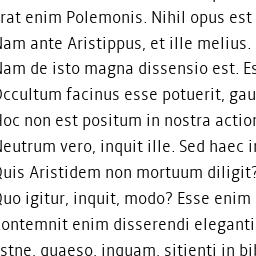 rat enim Polemonis. Nihil opus est
Nam ante Aristippus, et ille melius.
Nam de isto magna dissensio est. Es
Occultum facinus esse potuerit, gau
Hoc non est positum in nostra action
Neutrum vero, inquit ille. Sed haec in
Quis Aristidem non mortuum diligit?
Quo igitur, inquit, modo? Esse enim
ontemnit enim disserendi eleganti
stne, quaeso, inquam, sitienti in bib